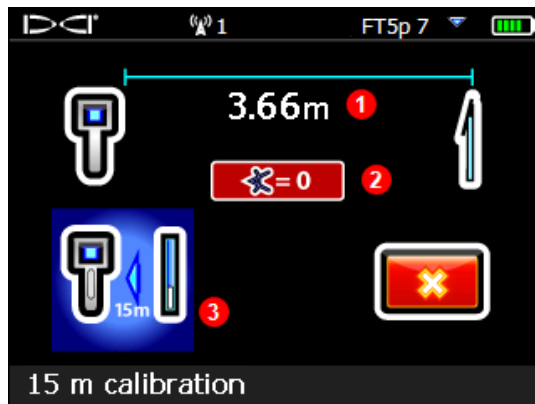 DCI 1 FT5p 7
3.66m 1
= 0 2
15m 3
15 m calibration